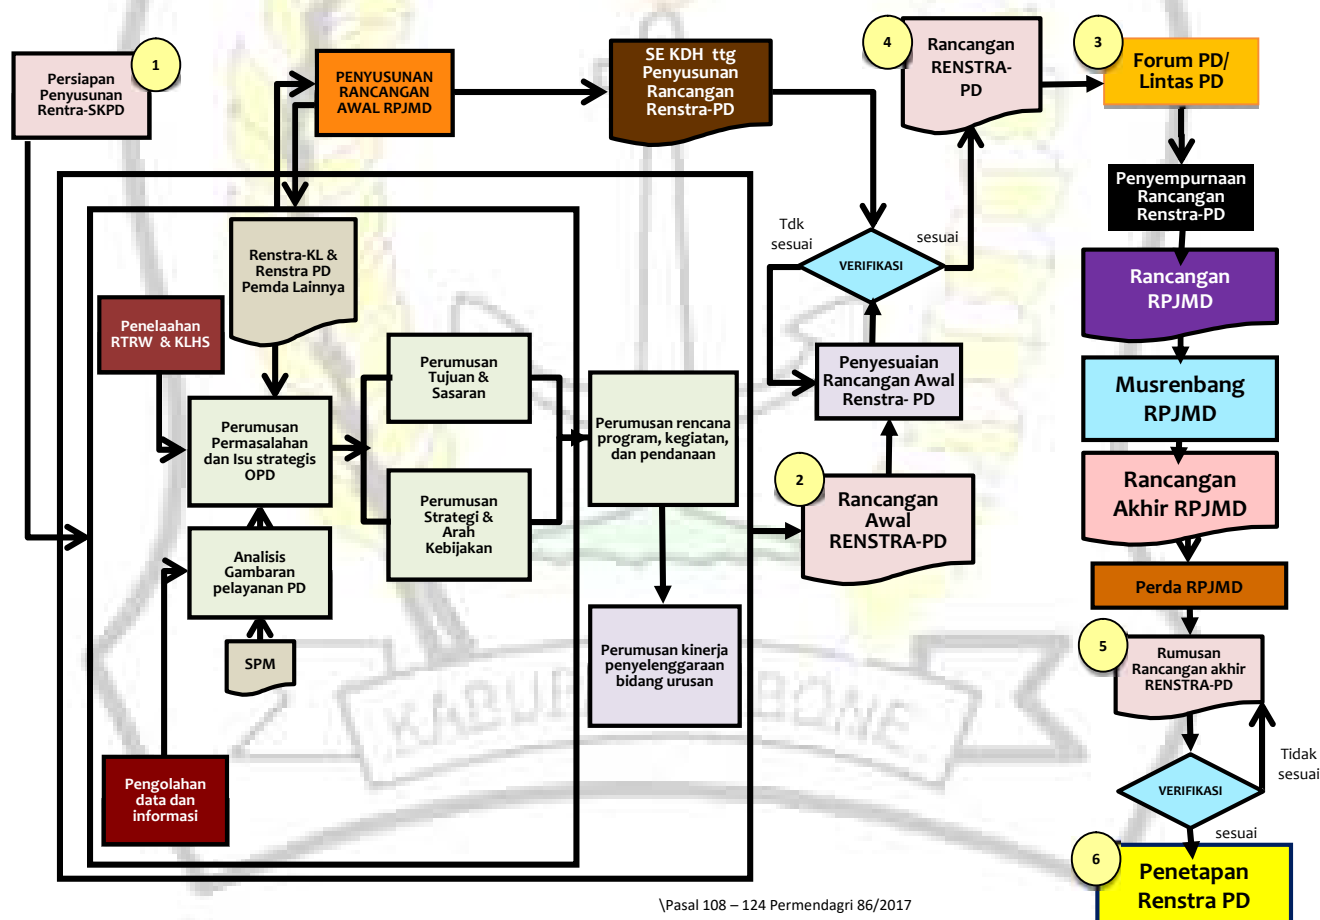 1
Persiapan
Penyusunan
Rentra-SKPD
PENYUSUNAN
RANCANGAN
AWAL RPJMD
SE KDH ttg
Penyusunan
Rancangan
Renstra-PD
4
Rancangan
RENSTRA-
PD
3
Forum PD/
Lintas PD
Penyempurnaan
Rancangan
Renstra-PD
Renstra-KL &
Renstra PD
Pemda Lainnya
Tdk
sesuai
VERIFIKASI
sesuai
Rancangan
RPJMD
Penelaahan
RTRW & KLHS
Perumusan
Tujuan &
Sasaran
Penyesuaian
Rancangan Awal
Renstra- PD
Musrenbang
RPJMD
Perumusan
Permasalahan
dan Isu strategis
OPD
Perumusan rencana
program, kegiatan,
dan pendanaan
Perumusan
Strategi &
Arah
Kebijakan
2
Rancangan
Awal
RENSTRA-PD
Rancangan
Akhir RPJMD
Analisis
Gambaran
pelayanan PD
Perda RPJMD
SPM
Perumusan kinerja
penyelenggaraan
bidang urusan
5
Rumusan
Rancangan akhir
RENSTRA-PD
Pengolahan
data dan
informasi
VERIFIKASI
Tidak
sesuai
sesuai
6
Penetapan
Renstra PD
\Pasal 108 – 124 Permendagri 86/2017